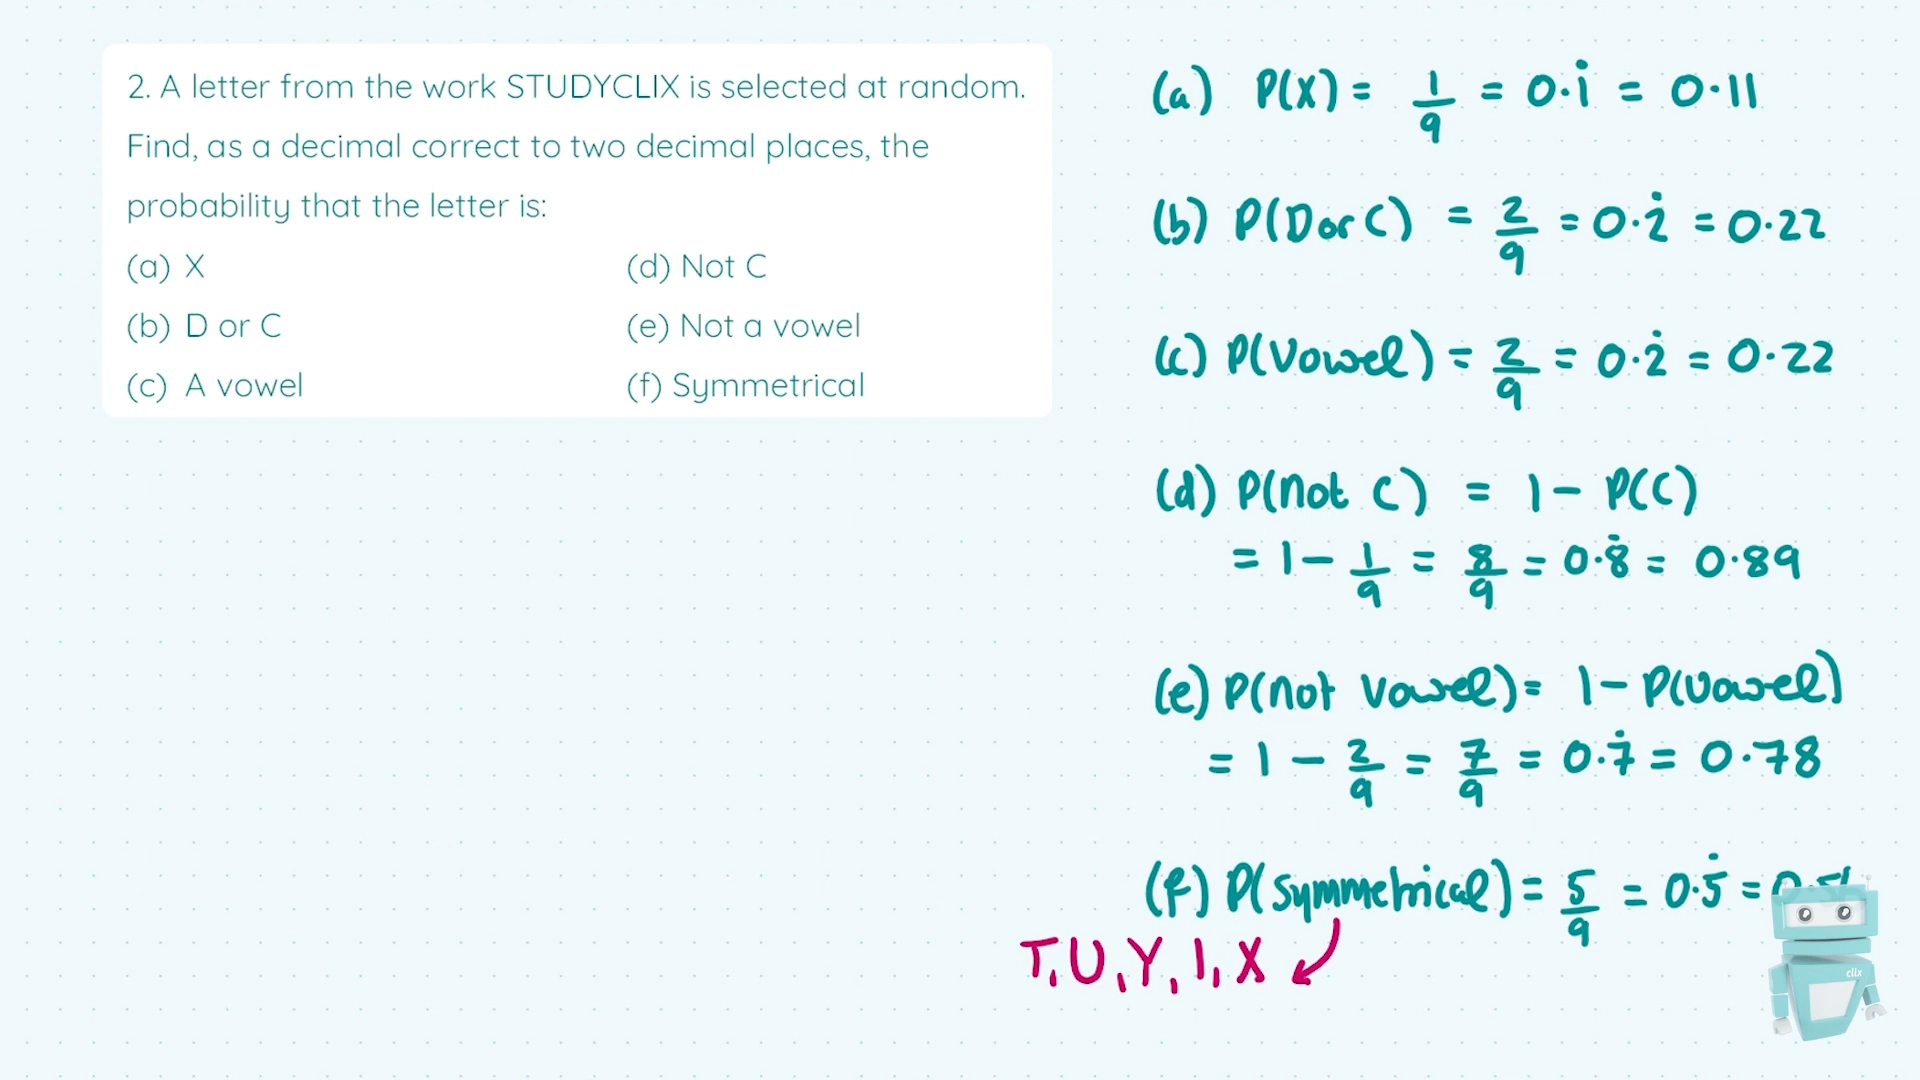 2. A letter from the work STUDYCLIX is selected at random.
Find, as a decimal correct to two decimal places, the
probability that the letter is:
(a) X
(b) D or C
(c) A vowel
(d) Not C
(e) Not a vowel
(f) Symmetrical
(a) P(X) = 1/9 = 0.1̇ = 0.11
(b) P(D or C) = 2/9 = 0.2̇ = 0.22
(c) P(Vowel) = 2/9 = 0.2̇ = 0.22
(d) P(not C) = 1 - P(C)
= 1 - 1/9 = 8/9 = 0.8̇ = 0.89
(e) P(not Vowel) = 1 - P(Vowel)
= 1 - 2/9 = 7/9 = 0.7̇ = 0.78
(f) P(Symmetrical) = 5/9 = 0.5̇ =
T, U, Y, I, X
clix